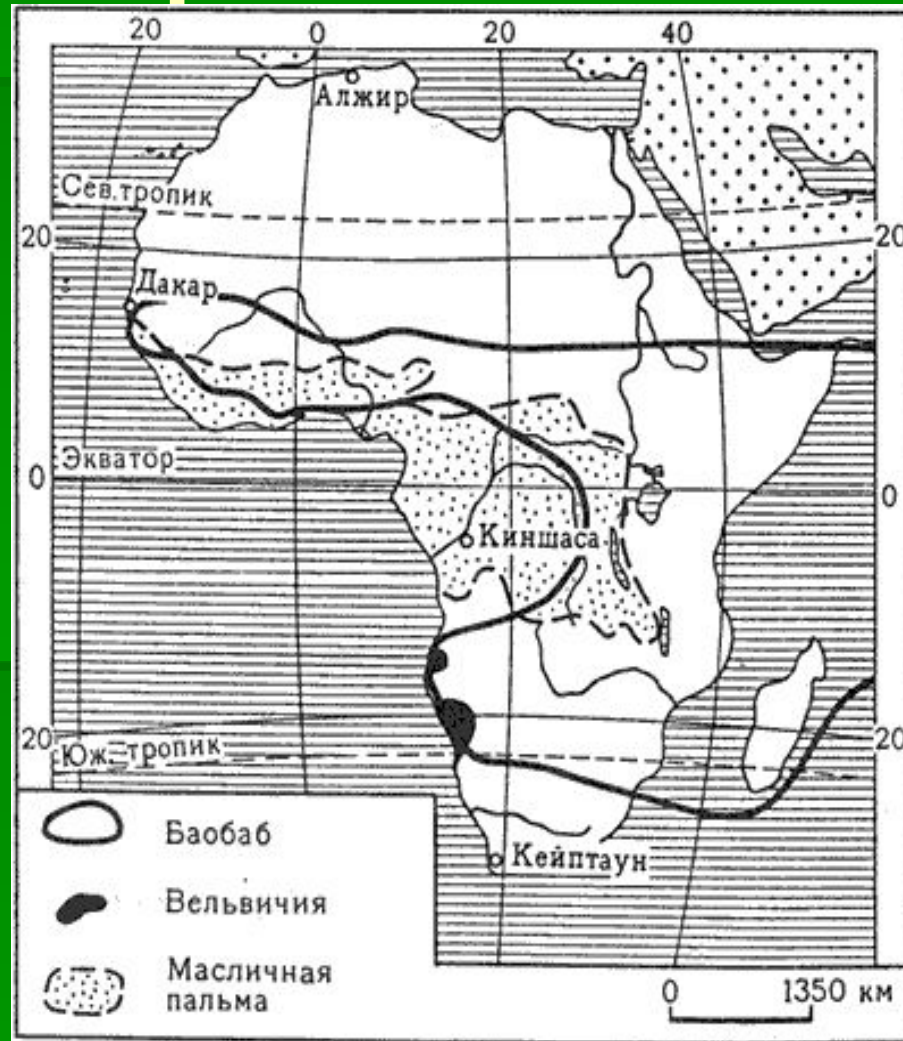 20 0 20 40
Алжир
Сев. тропик
20 20
Дакар
Экватор
0 0
Киншаса
20 20
Юж. тропик
Кейптаун
Баобаб
Вельвичия
Масличная
пальма
0 1350 км